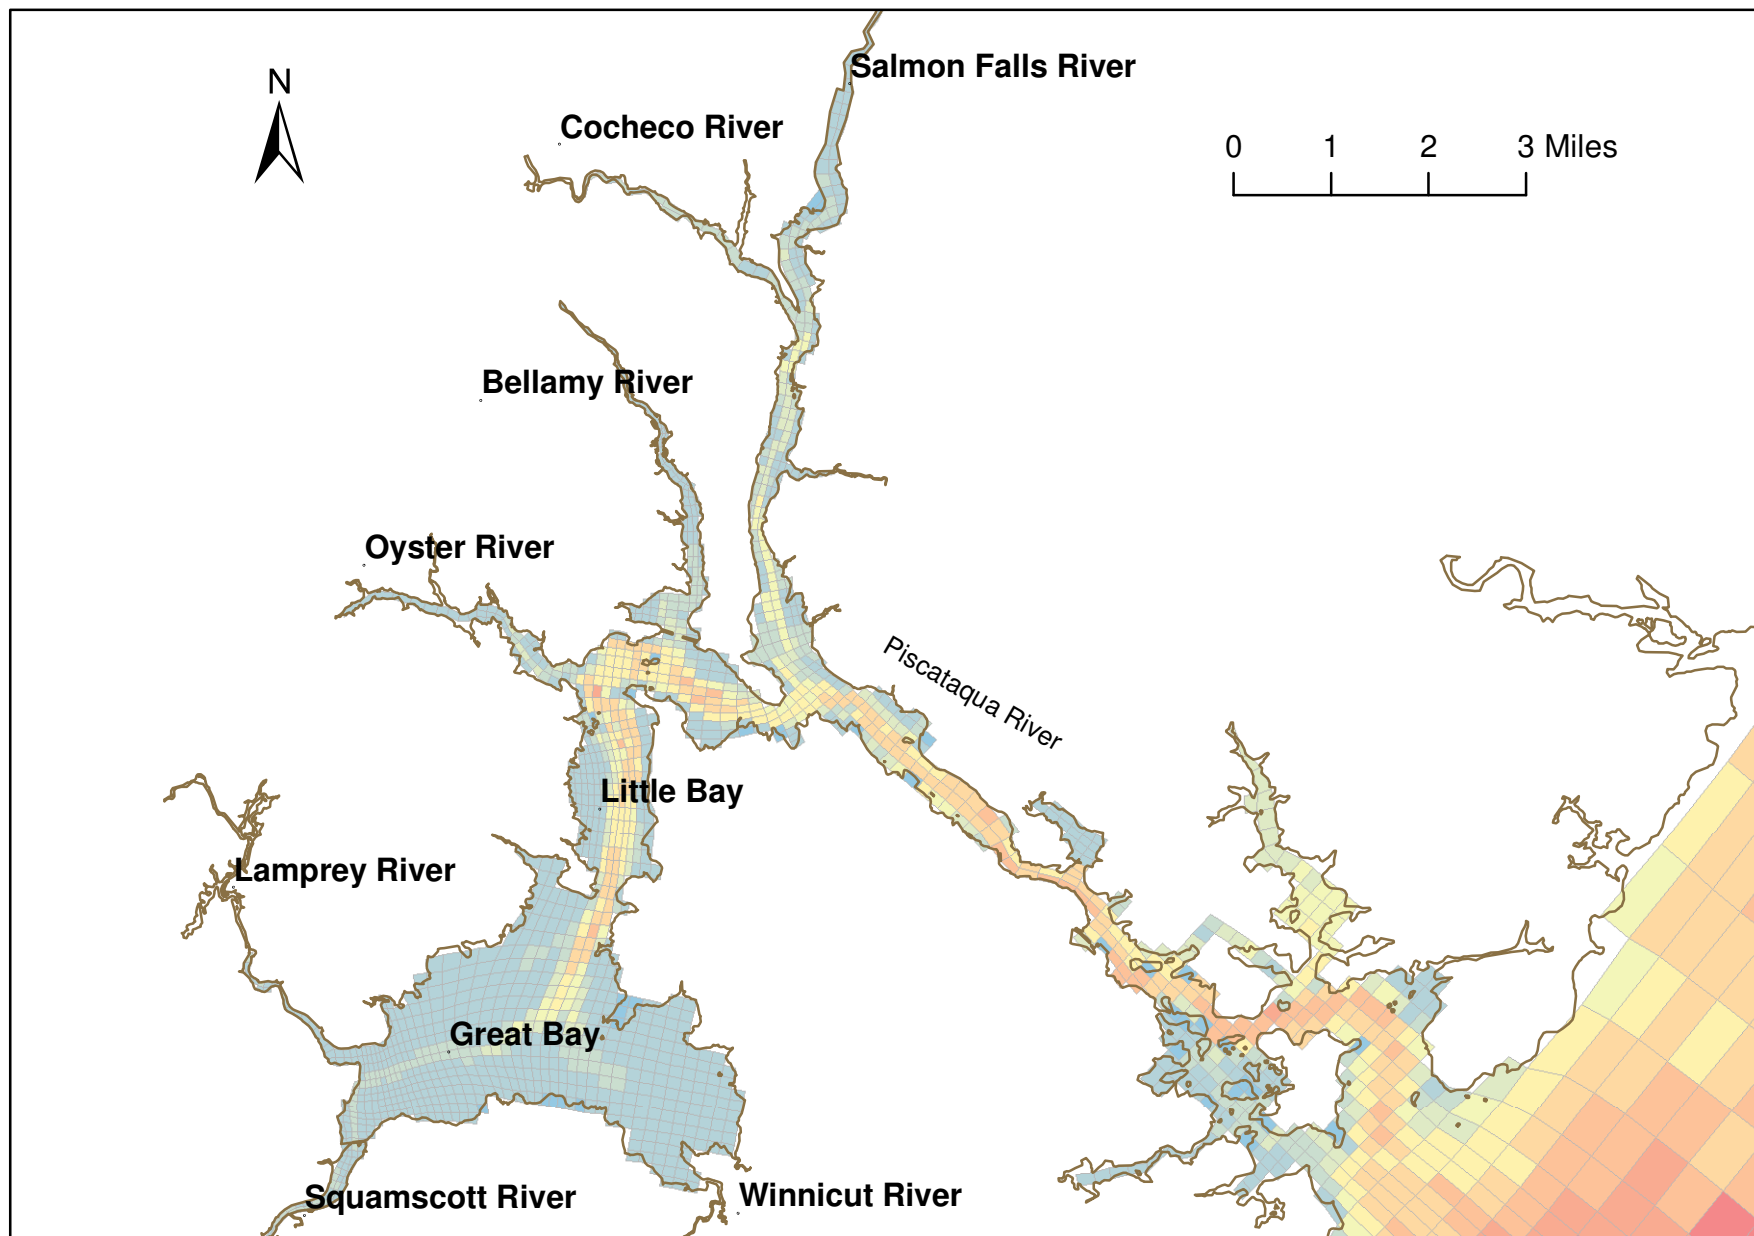 Salmon Falls River
N
Cocheco River
0 1 2 3 Miles
Bellamy River
Oyster River
Piscataqua River
Little Bay
Lamprey River
Great Bay
Squamscott River
Winnicut River